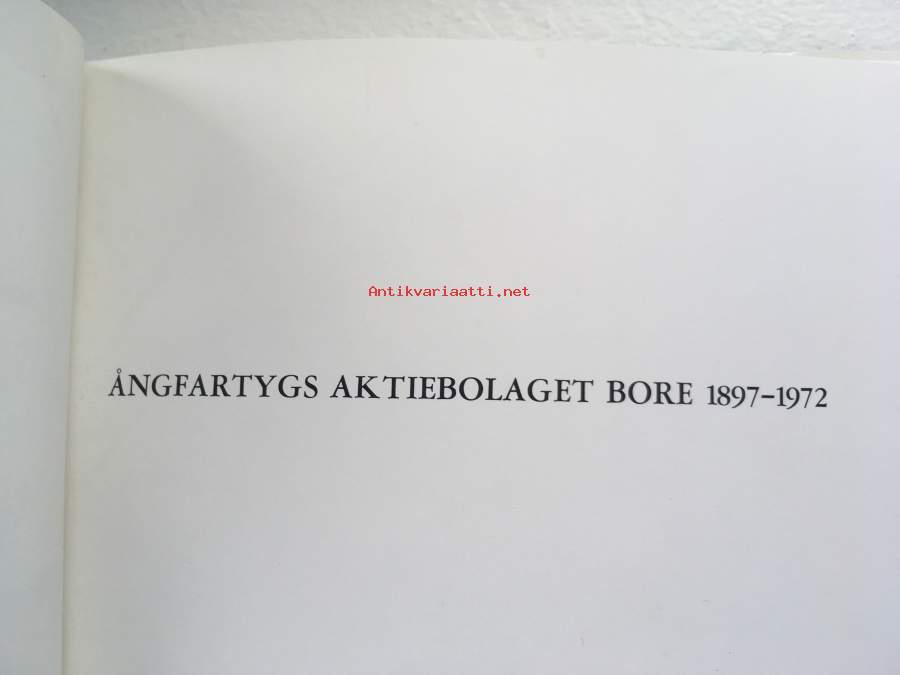 Antikvariaatti.net
ÅNGFARTYGS AKTIEBOLAGET BORE 1897–1972